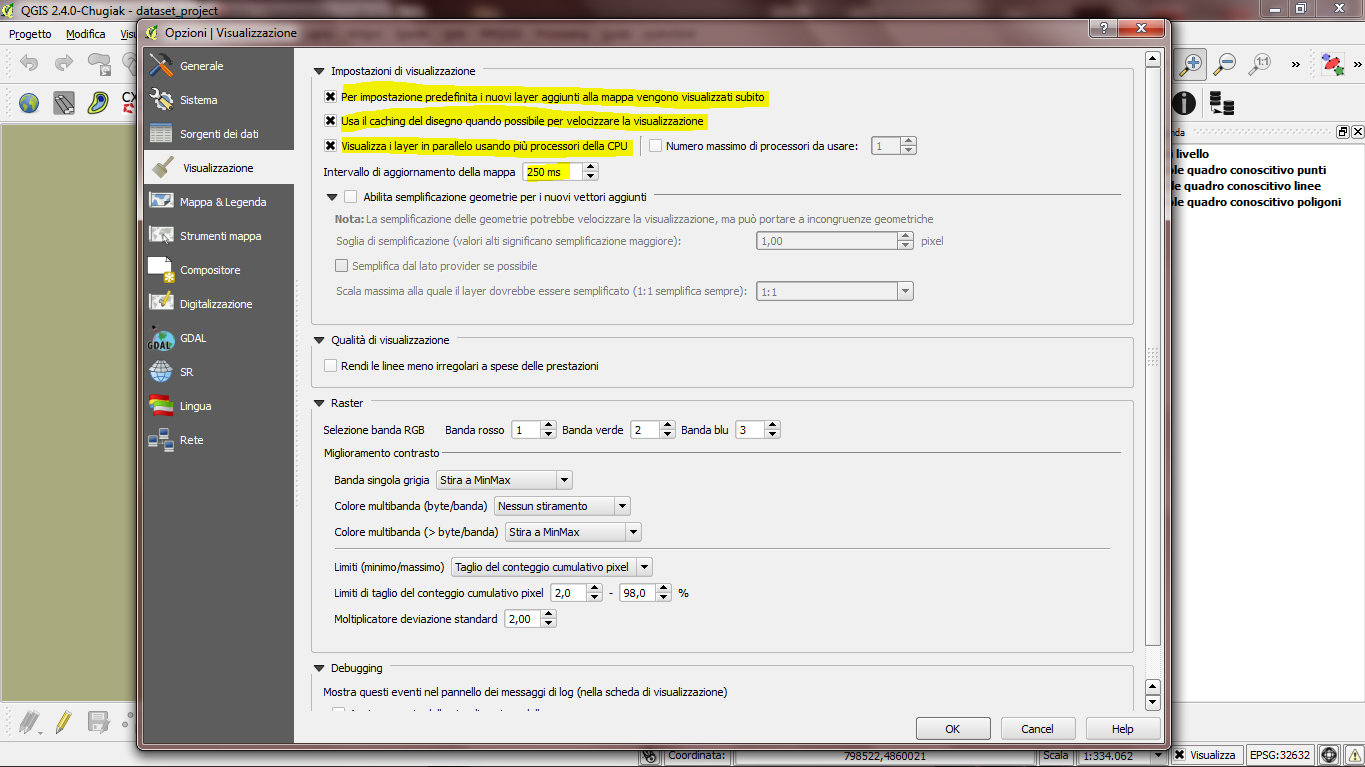 QGIS 2.4.0-Chugiak - dataset_project
Progetto Modifica
Opzioni | Visualizzazione
Generale
Sistema
Sorgenti dei dati
Visualizzazione
Mappa & Legenda
Strumenti mappa
Compositore
Digitalizzazione
GDAL
SR
Lingua
Rete
Impostazioni di visualizzazione
Per impostazione predefinita i nuovi layer aggiunti alla mappa vengono visualizzati subito
Usa il caching del disegno quando possibile per velocizzare la visualizzazione
Visualizza i layer in parallelo usando più processori della CPU Numero massimo di processori da usare: 1
Intervallo di aggiornamento della mappa 250 ms
Abilita semplificazione geometrie per i nuovi vettori aggiunti
Nota: La semplificazione delle geometrie potrebbe velocizzare la visualizzazione, ma può portare a incongruenze geometriche
Soglia di semplificazione (valori alti significano semplificazione maggiore): 1,00 pixel
Semplifica dal lato provider se possibile
Scala massima alla quale il layer dovrebbe essere semplificato (1:1 semplifica sempre): 1:1
Qualità di visualizzazione
Rendi le linee meno irregolari a spese delle prestazioni
Raster
Selezione banda RGB Banda rosso 1 Banda verde 2 Banda blu 3
Miglioramento contrasto
Banda singola grigia Stira a MinMax
Colore multibanda (byte/banda) Nessun stiramento
Colore multibanda (> byte/banda) Stira a MinMax
Limiti (minimo/massimo) Taglio del conteggio cumulativo pixel
Limiti di taglio del conteggio cumulativo pixel 2,0 - 98,0 %
Moltiplicatore deviazione standard 2,00
Debugging
Mostra questi eventi nel pannello dei messaggi di log (nella scheda di visualizzazione)
OK Cancel Help
livello
quadro conoscitivo punti
quadro conoscitivo linee
quadro conoscitivo poligoni
Coordinata: 798522,4860021 Scala 1:334.062 Visualizza EPSG:32632